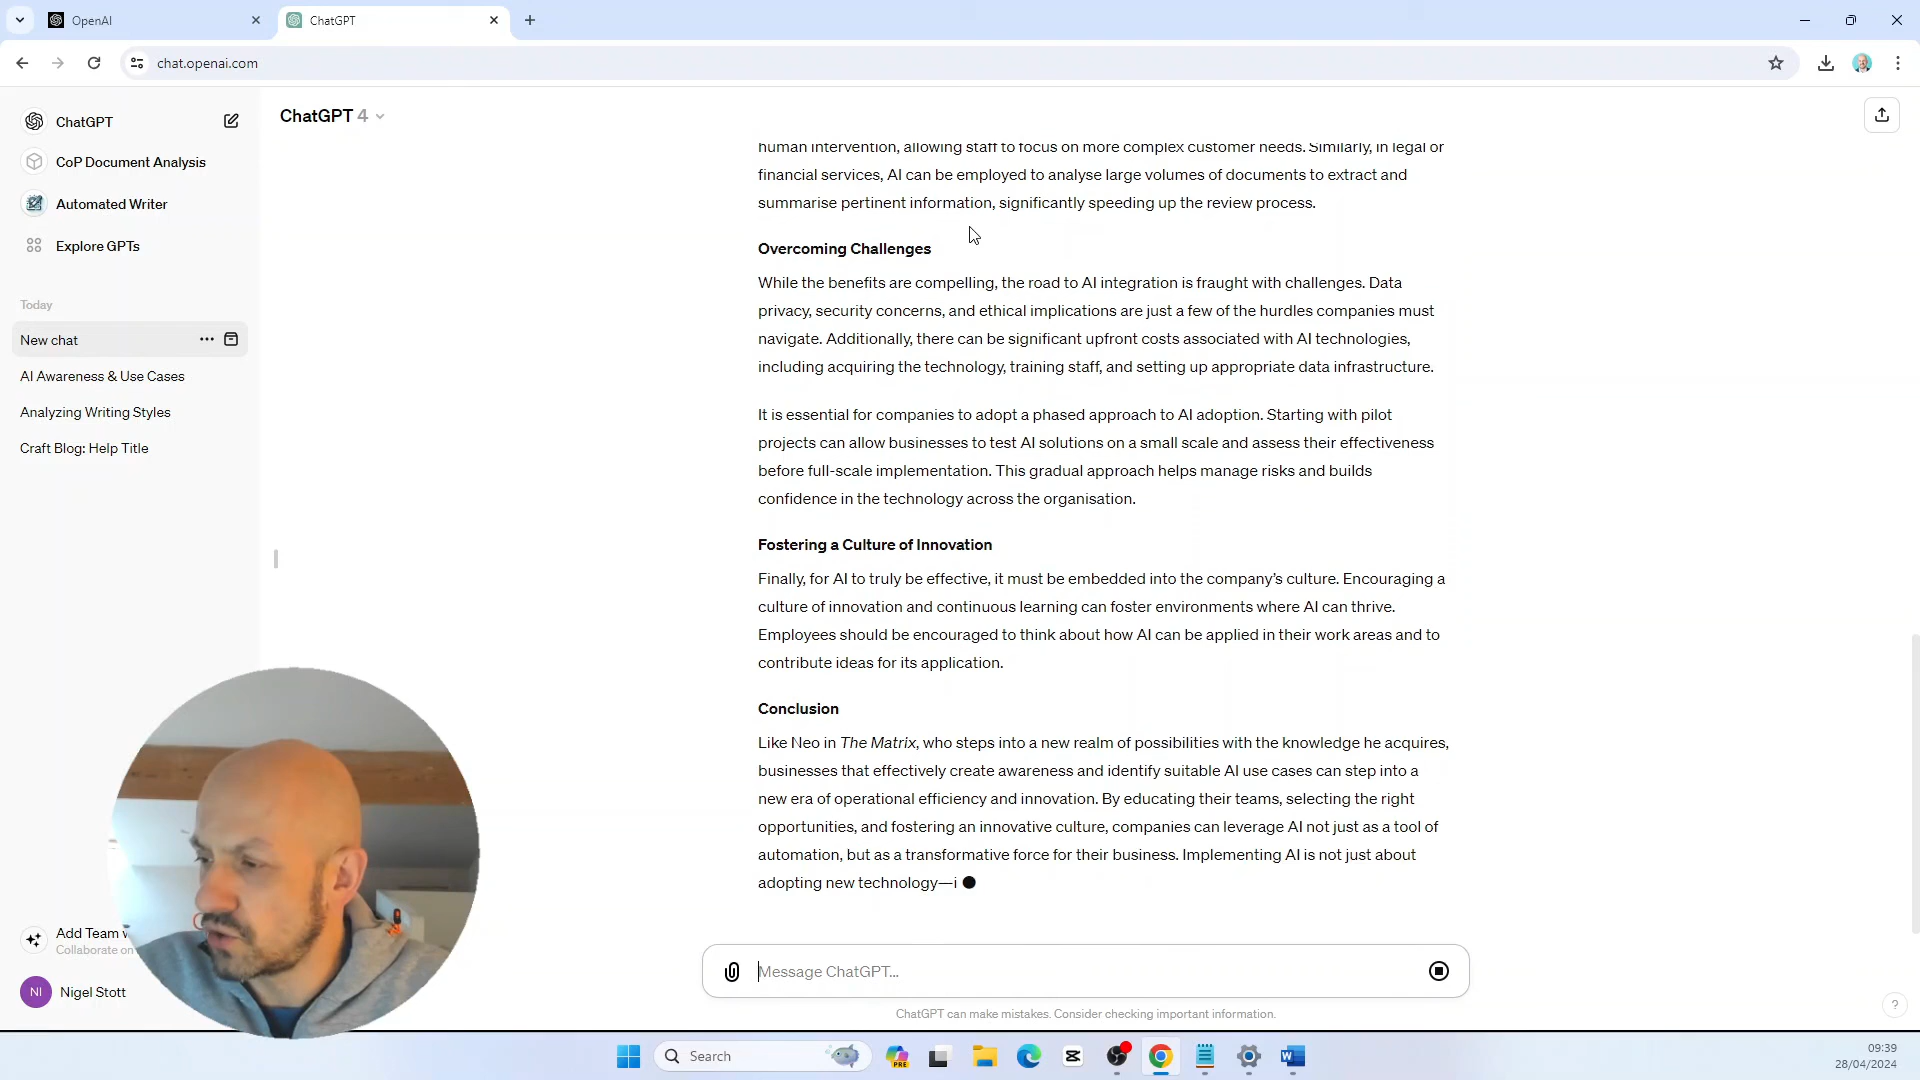 OpenAI
ChatGPT
chat.openai.com
ChatGPT
CoP Document Analysis
Automated Writer
Explore GPTs
Today
New chat
AI Awareness & Use Cases
Analyzing Writing Styles
Craft Blog: Help Title
Add Team w
Collaborate on
NI
Nigel Stott
ChatGPT 4
human intervention, allowing staff to focus on more complex customer needs. Similarly, in legal or
financial services, AI can be employed to analyse large volumes of documents to extract and
summarise pertinent information, significantly speeding up the review process.
Overcoming Challenges
While the benefits are compelling, the road to AI integration is fraught with challenges. Data
privacy, security concerns, and ethical implications are just a few of the hurdles companies must
navigate. Additionally, there can be significant upfront costs associated with AI technologies,
including acquiring the technology, training staff, and setting up appropriate data infrastructure.
It is essential for companies to adopt a phased approach to AI adoption. Starting with pilot
projects can allow businesses to test AI solutions on a small scale and assess their effectiveness
before full-scale implementation. This gradual approach helps manage risks and builds
confidence in the technology across the organisation.
Fostering a Culture of Innovation
Finally, for AI to truly be effective, it must be embedded into the company’s culture. Encouraging a
culture of innovation and continuous learning can foster environments where AI can thrive.
Employees should be encouraged to think about how AI can be applied in their work areas and to
contribute ideas for its application.
Conclusion
Like Neo in The Matrix, who steps into a new realm of possibilities with the knowledge he acquires,
businesses that effectively create awareness and identify suitable AI use cases can step into a
new era of operational efficiency and innovation. By educating their teams, selecting the right
opportunities, and fostering an innovative culture, companies can leverage AI not just as a tool of
automation, but as a transformative force for their business. Implementing AI is not just about
adopting new technology—i
Message ChatGPT...
ChatGPT can make mistakes. Consider checking important information.
?
Search
PRE
W
09:39
28/04/2024